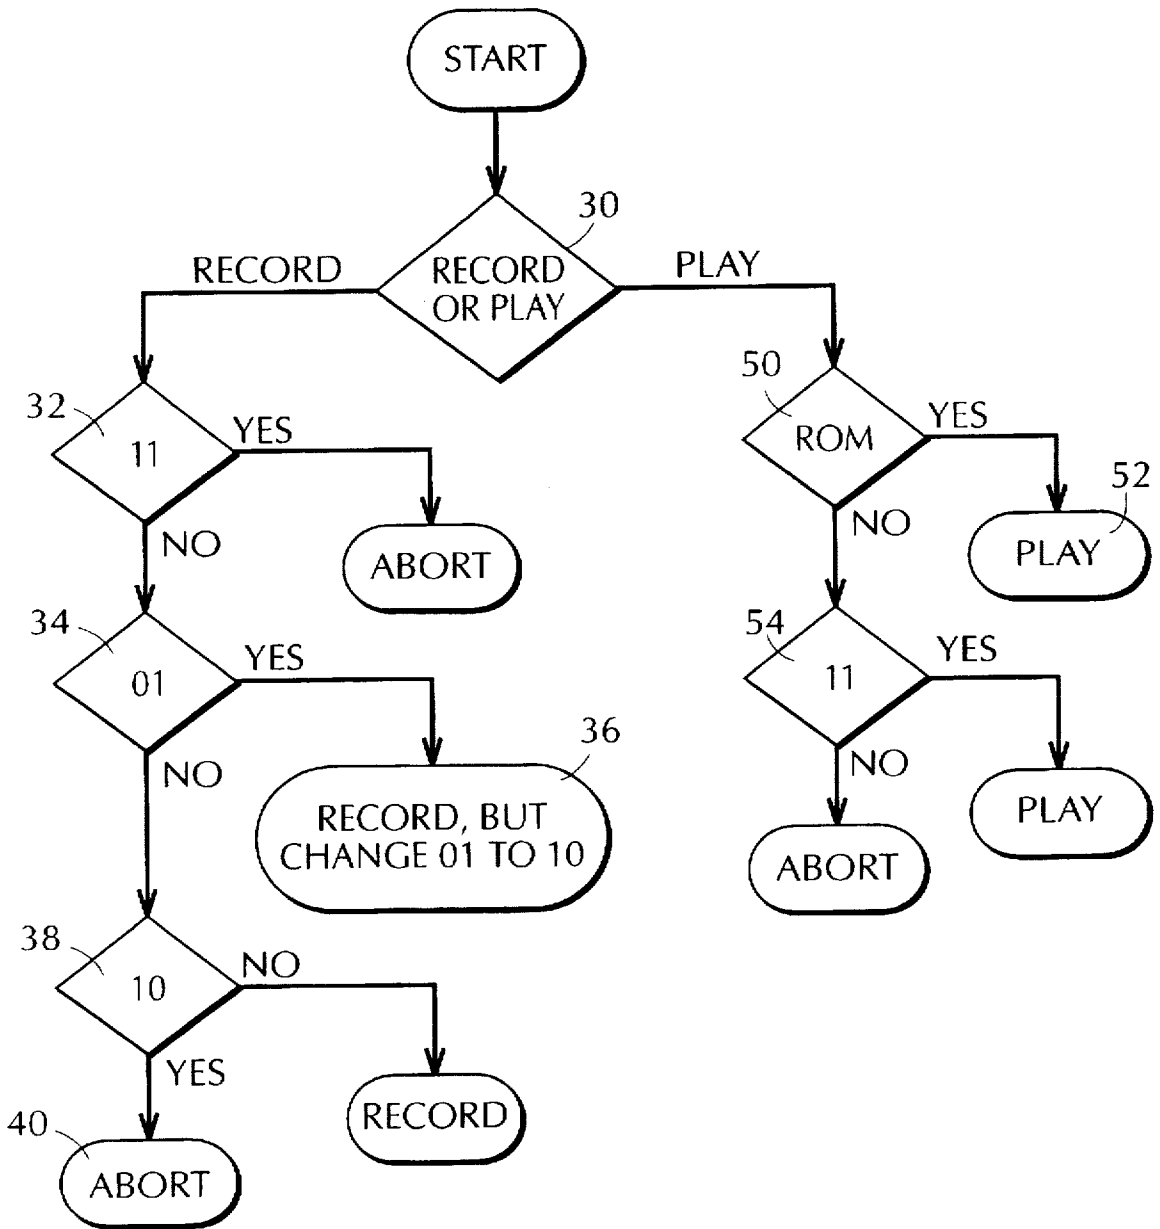 START
30
RECORD
OR PLAY
RECORD
PLAY
32
11
YES
ABORT
NO
50
ROM
YES
52
PLAY
NO
34
01
YES
36
RECORD, BUT
CHANGE 01 TO 10
NO
54
11
YES
PLAY
NO
ABORT
38
10
NO
RECORD
YES
40
ABORT